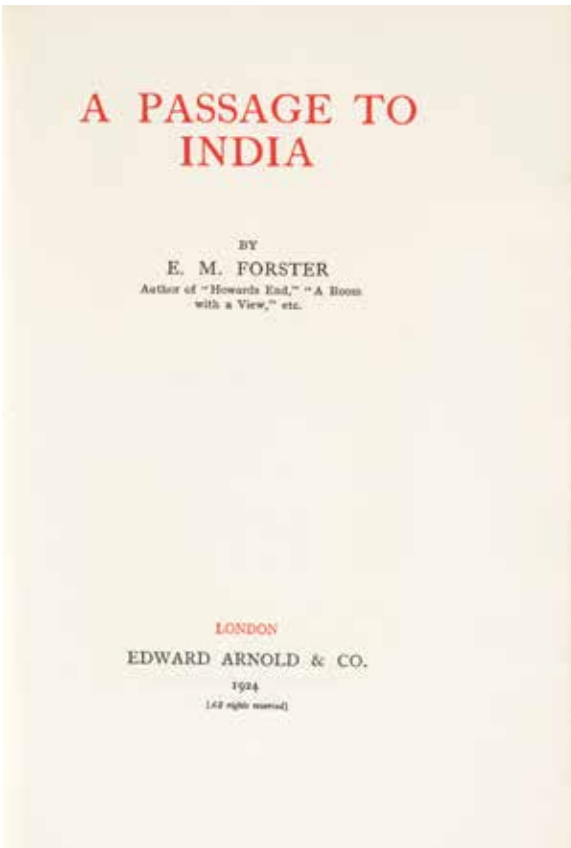 A PASSAGE TO
INDIA
BY
E. M. FORSTER
Author of "Howards End," "A Room
with a View," etc.
LONDON
EDWARD ARNOLD & CO.
1924
[All rights reserved]